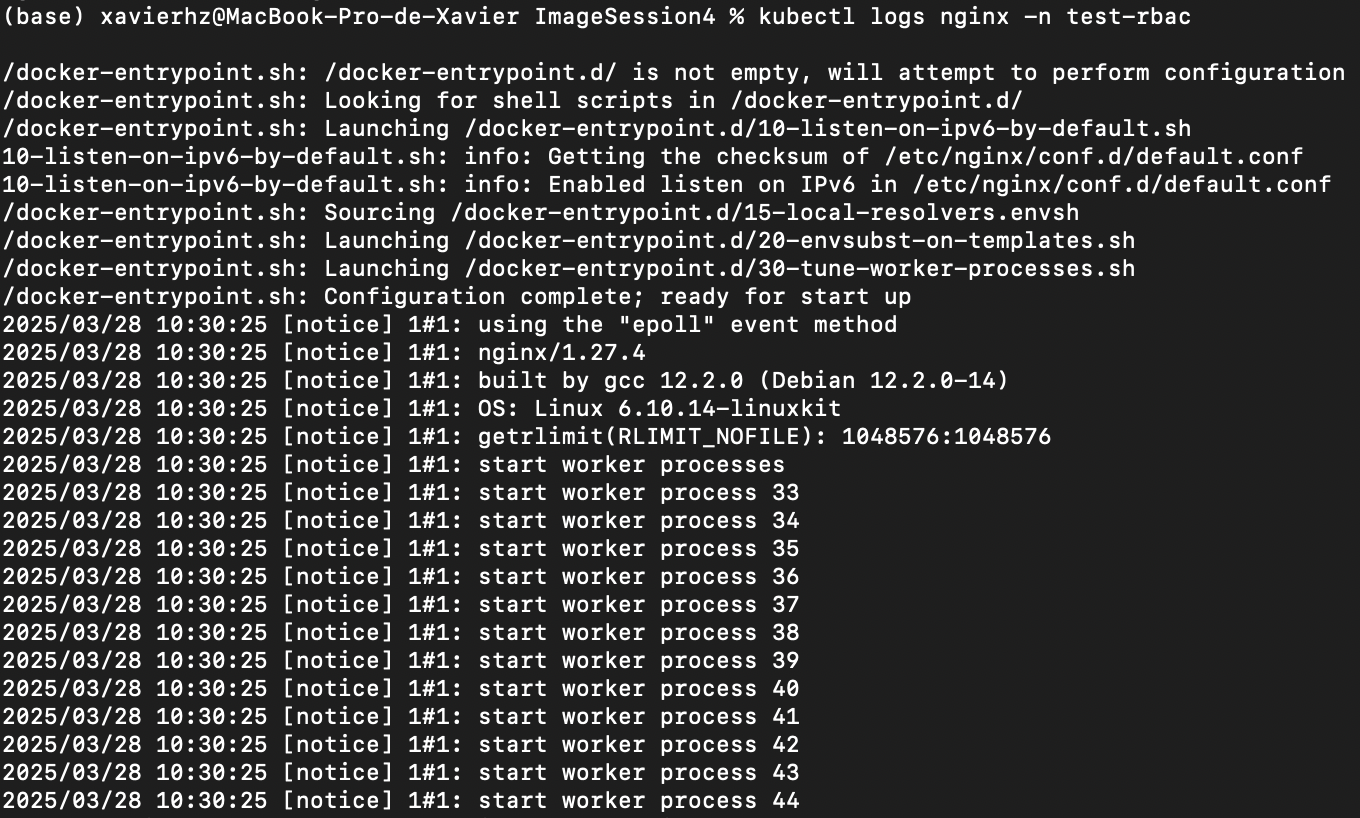 (base) xavierhz@MacBook-Pro-de-Xavier ImageSession4 % kubectl logs nginx -n test-rbac
/docker-entrypoint.sh: /docker-entrypoint.d/ is not empty, will attempt to perform configuration
/docker-entrypoint.sh: Looking for shell scripts in /docker-entrypoint.d/
/docker-entrypoint.sh: Launching /docker-entrypoint.d/10-listen-on-ipv6-by-default.sh
10-listen-on-ipv6-by-default.sh: info: Getting the checksum of /etc/nginx/conf.d/default.conf
10-listen-on-ipv6-by-default.sh: info: Enabled listen on IPv6 in /etc/nginx/conf.d/default.conf
/docker-entrypoint.sh: Sourcing /docker-entrypoint.d/15-local-resolvers.envsh
/docker-entrypoint.sh: Launching /docker-entrypoint.d/20-envsubst-on-templates.sh
/docker-entrypoint.sh: Launching /docker-entrypoint.d/30-tune-worker-processes.sh
/docker-entrypoint.sh: Configuration complete; ready for start up
2025/03/28 10:30:25 [notice] 1#1: using the "epoll" event method
2025/03/28 10:30:25 [notice] 1#1: nginx/1.27.4
2025/03/28 10:30:25 [notice] 1#1: built by gcc 12.2.0 (Debian 12.2.0-14)
2025/03/28 10:30:25 [notice] 1#1: OS: Linux 6.10.14-linuxkit
2025/03/28 10:30:25 [notice] 1#1: getrlimit(RLIMIT_NOFILE): 1048576:1048576
2025/03/28 10:30:25 [notice] 1#1: start worker processes
2025/03/28 10:30:25 [notice] 1#1: start worker process 33
2025/03/28 10:30:25 [notice] 1#1: start worker process 34
2025/03/28 10:30:25 [notice] 1#1: start worker process 35
2025/03/28 10:30:25 [notice] 1#1: start worker process 36
2025/03/28 10:30:25 [notice] 1#1: start worker process 37
2025/03/28 10:30:25 [notice] 1#1: start worker process 38
2025/03/28 10:30:25 [notice] 1#1: start worker process 39
2025/03/28 10:30:25 [notice] 1#1: start worker process 40
2025/03/28 10:30:25 [notice] 1#1: start worker process 41
2025/03/28 10:30:25 [notice] 1#1: start worker process 42
2025/03/28 10:30:25 [notice] 1#1: start worker process 43
2025/03/28 10:30:25 [notice] 1#1: start worker process 44